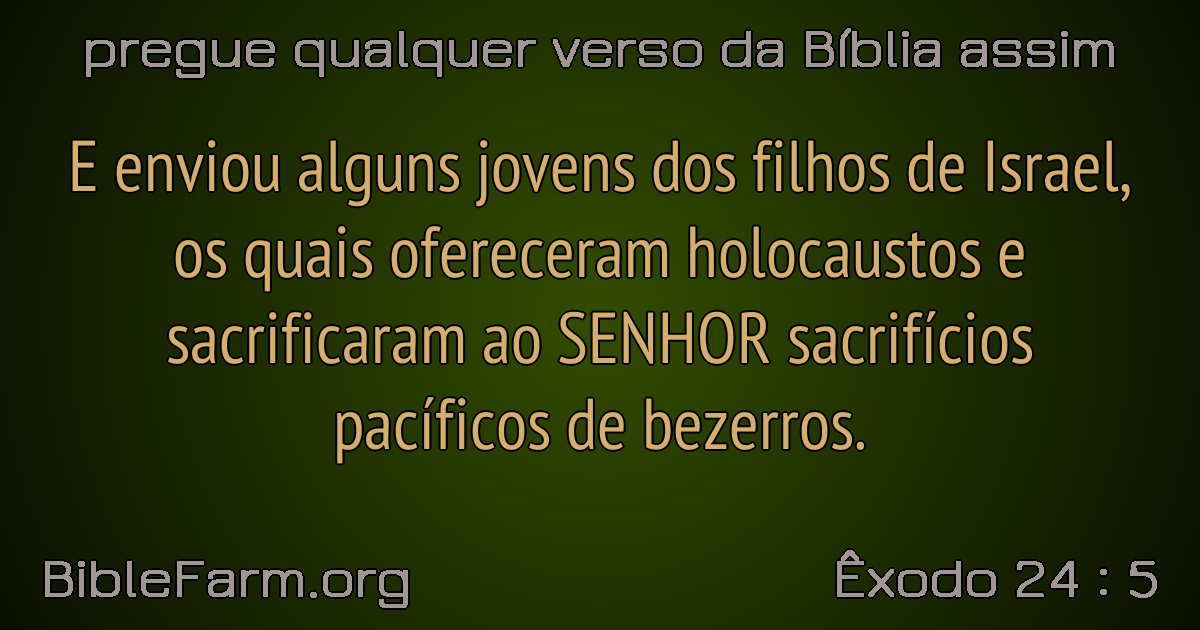 pregue qualquer verso da Bíblia assim
E enviou alguns jovens dos filhos de Israel,
os quais ofereceram holocaustos e
sacrificaram ao SENHOR sacrifícios
pacíficos de bezerros.
BibleFarm.org
Êxodo 24 : 5